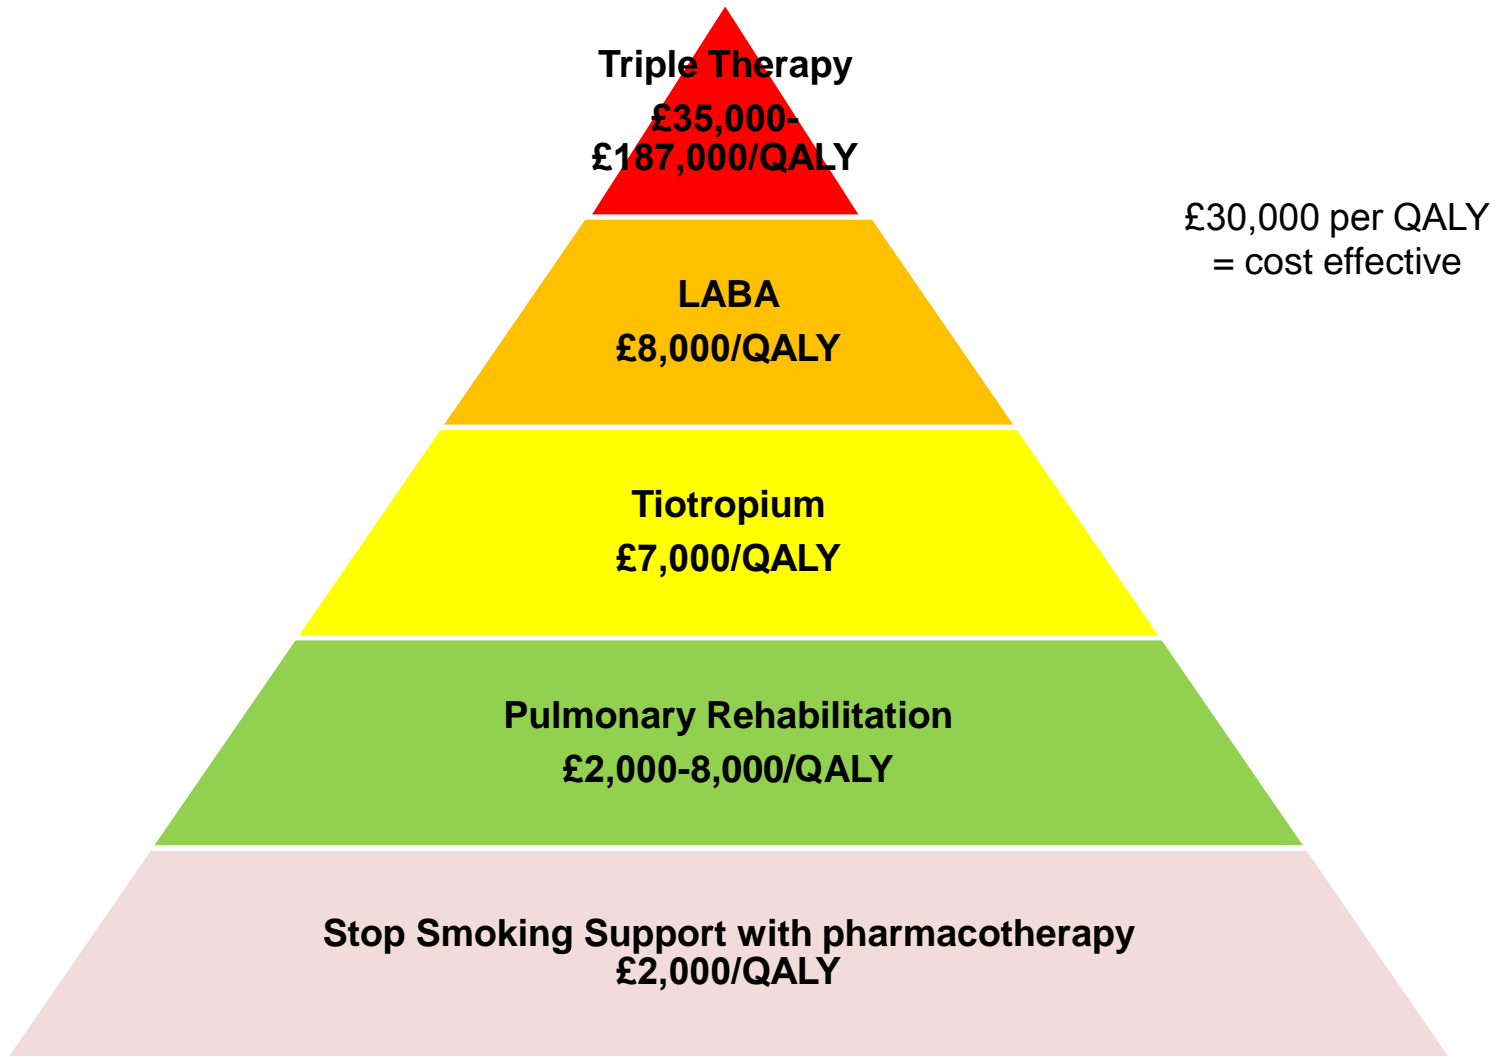 Triple Therapy
£35,000-
£187,000/QALY
£30,000 per QALY
= cost effective
LABA
£8,000/QALY
Tiotropium
£7,000/QALY
Pulmonary Rehabilitation
£2,000-8,000/QALY
Stop Smoking Support with pharmacotherapy
£2,000/QALY